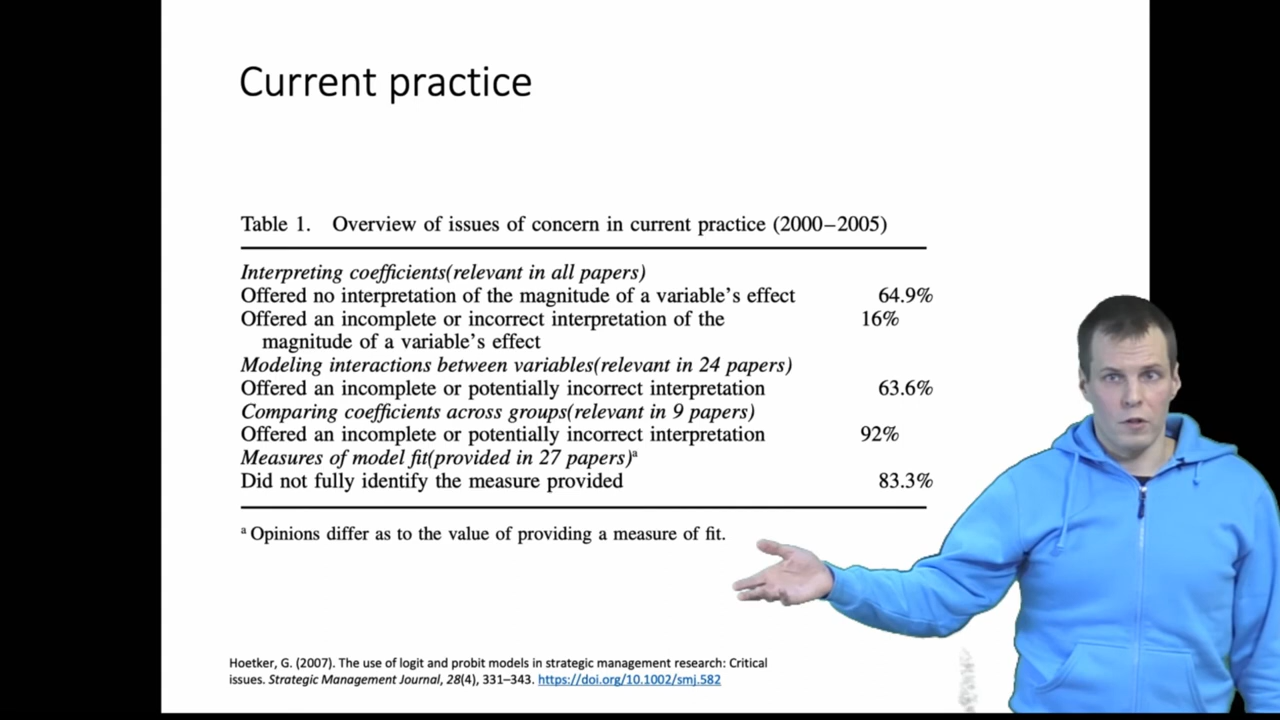 Current practice
Table 1. Overview of issues of concern in current practice (2000–2005)
Interpreting coefficients(relevant in all papers)
Offered no interpretation of the magnitude of a variable's effect 64.9%
Offered an incomplete or incorrect interpretation of the 16%
magnitude of a variable's effect
Modeling interactions between variables(relevant in 24 papers)
Offered an incomplete or potentially incorrect interpretation 63.6%
Comparing coefficients across groups(relevant in 9 papers)
Offered an incomplete or potentially incorrect interpretation 92%
Measures of model fit(provided in 27 papers)ᵃ
Did not fully identify the measure provided 83.3%
ᵃ Opinions differ as to the value of providing a measure of fit.
Hoetker, G. (2007). The use of logit and probit models in strategic management research: Critical
issues. Strategic Management Journal, 28(4), 331–343. https://doi.org/10.1002/smj.582